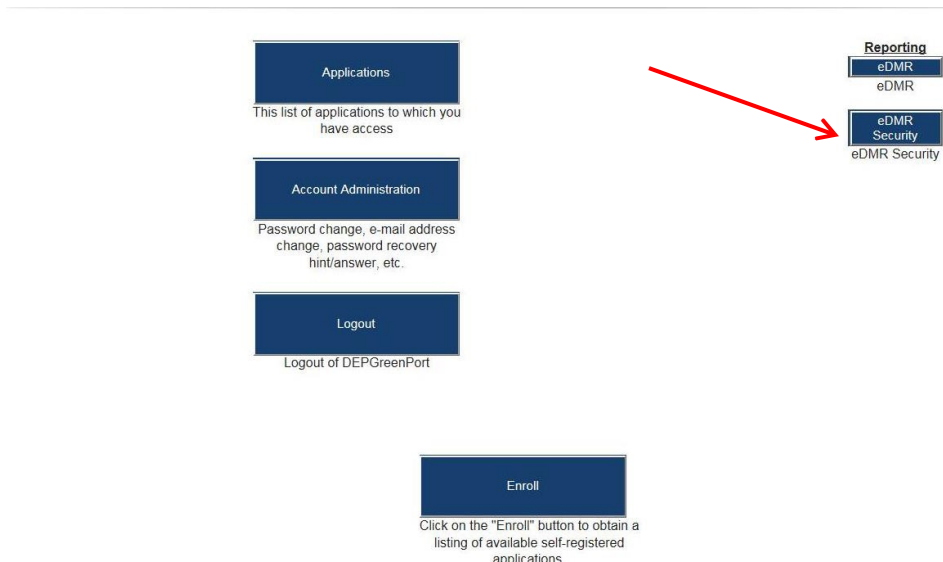 Applications
This list of applications to which you
have access
Account Administration
Password change, e-mail address
change, password recovery
hint/answer, etc.
Logout
Logout of DEPGreenPort
Enroll
Click on the "Enroll" button to obtain a
listing of available self-registered
applications
Reporting
eDMR
eDMR
eDMR
Security
eDMR Security